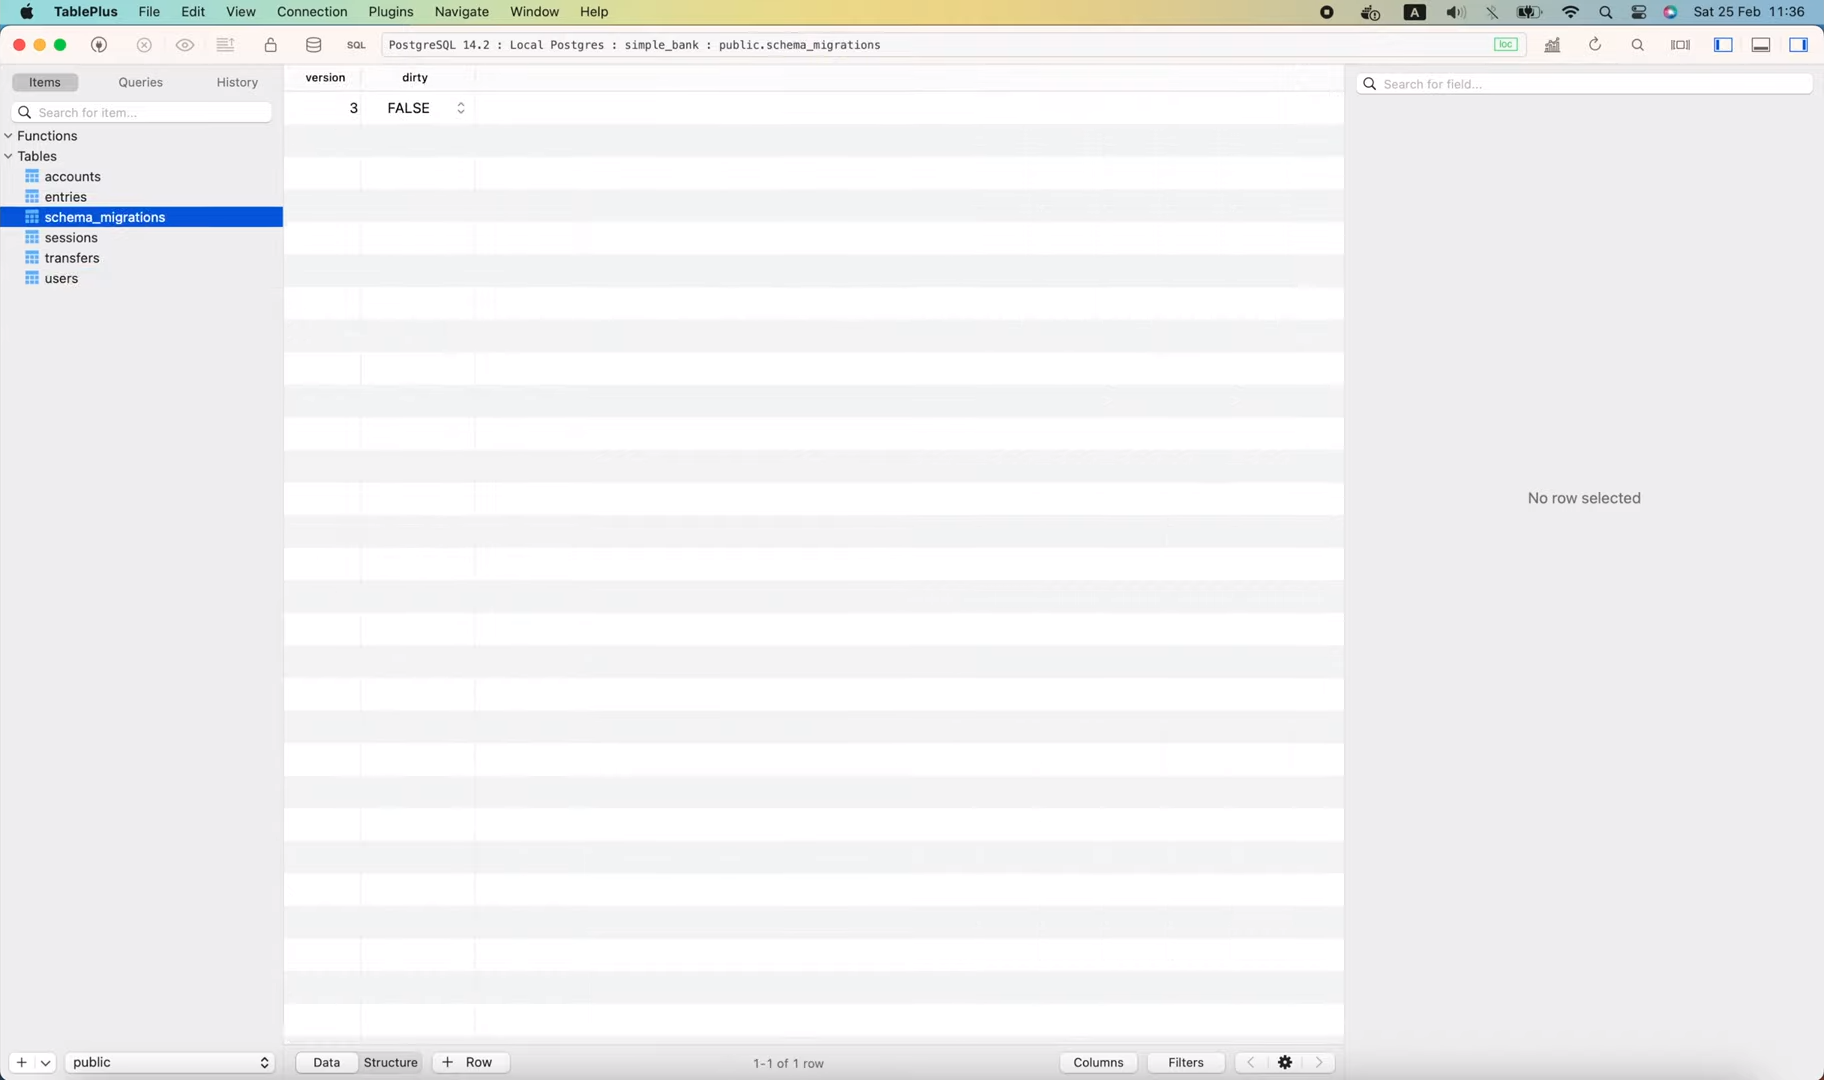 TablePlus File Edit View Connection Plugins Navigate Window Help A Sat 25 Feb 11:36
SQL PostgreSQL 14.2 : Local Postgres : simple_bank : public.schema_migrations loc
Items Queries History
version dirty
Search for field...
Search for item...
3 FALSE
Functions
Tables
accounts
entries
schema_migrations
sessions
transfers
users
No row selected
public
Data Structure + Row
1-1 of 1 row
Columns Filters